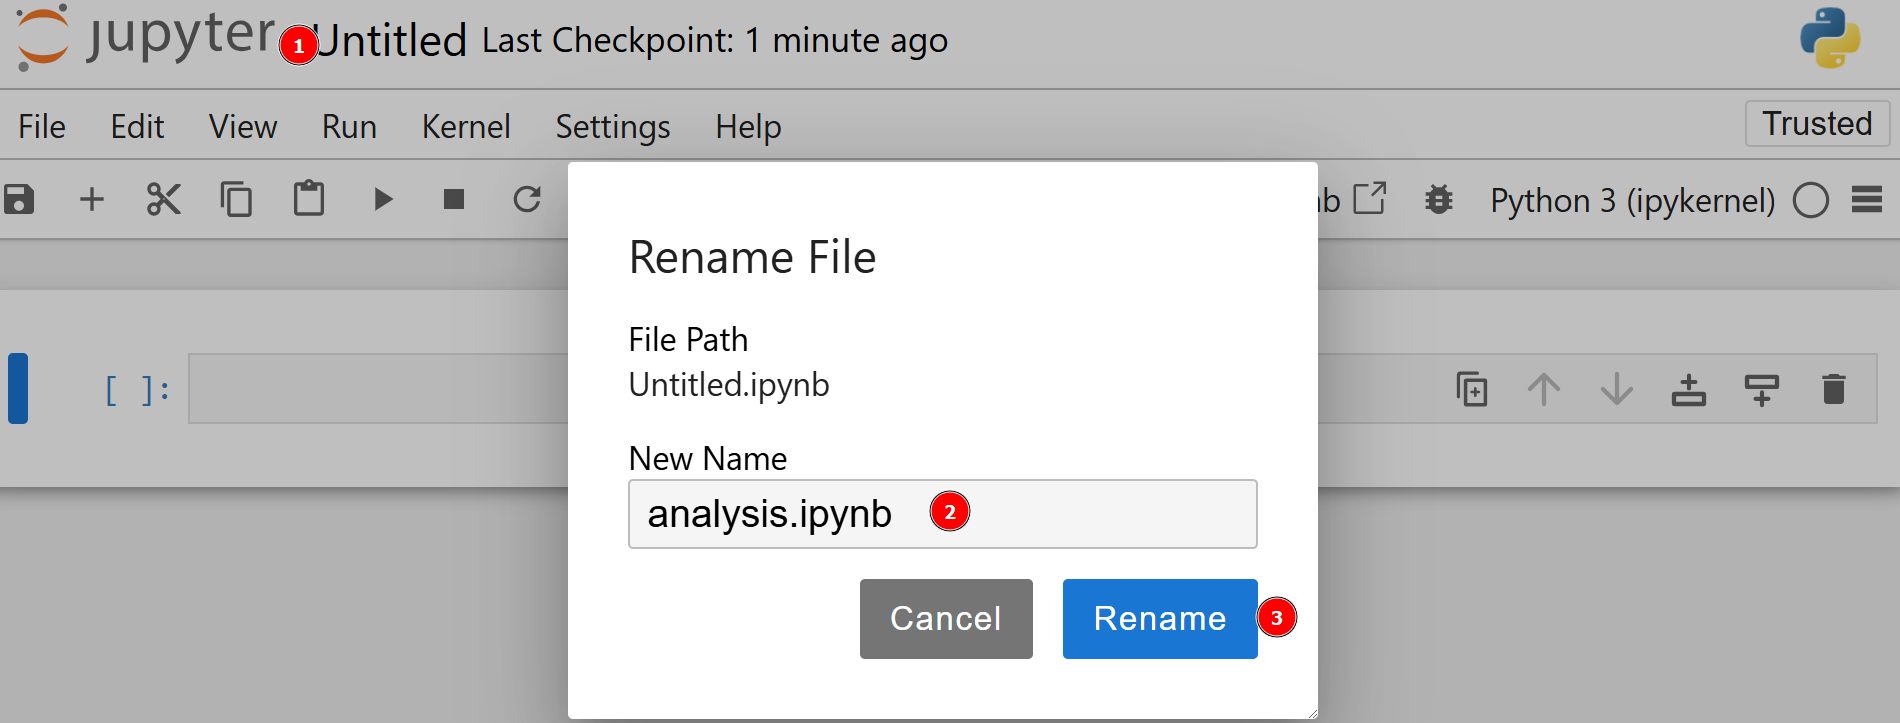 jupyter 1 Untitled Last Checkpoint: 1 minute ago
File Edit View Run Kernel Settings Help Trusted
Python 3 (ipykernel)
Rename File
File Path
Untitled.ipynb
[ ]:
New Name
analysis.ipynb 2
Cancel Rename 3